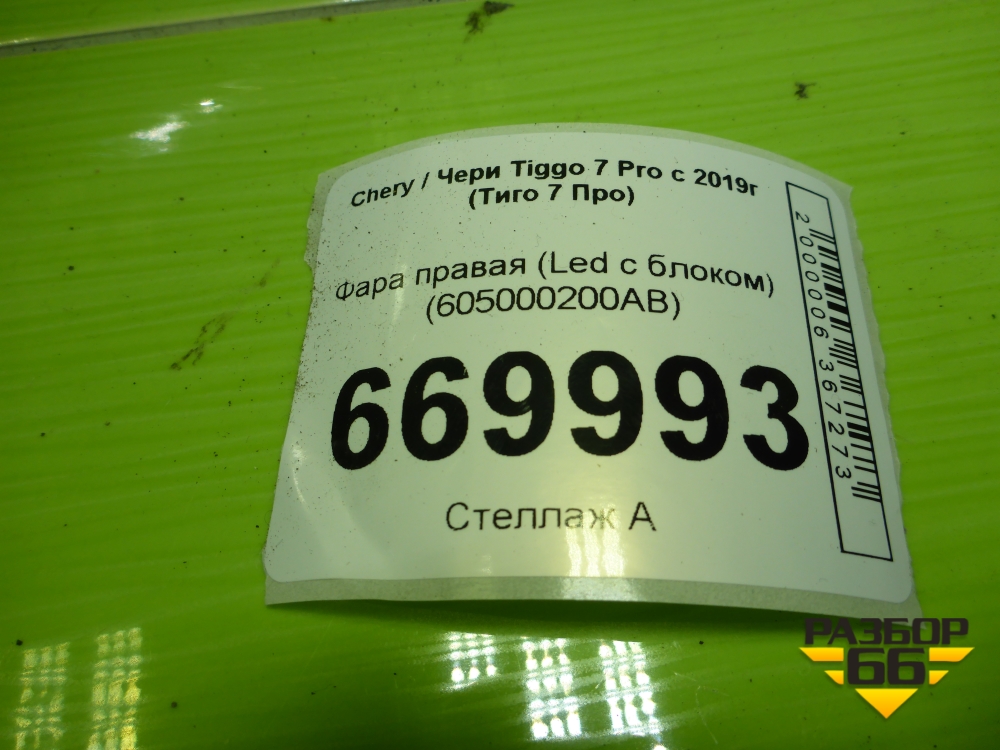 Chery / Чери Tiggo 7 Pro с 2019г
(Тиго 7 Про)
Фара правая (Led с блоком)
(605000200AB)
669993
Стеллаж А
2000006367273
РАЗБОР
66